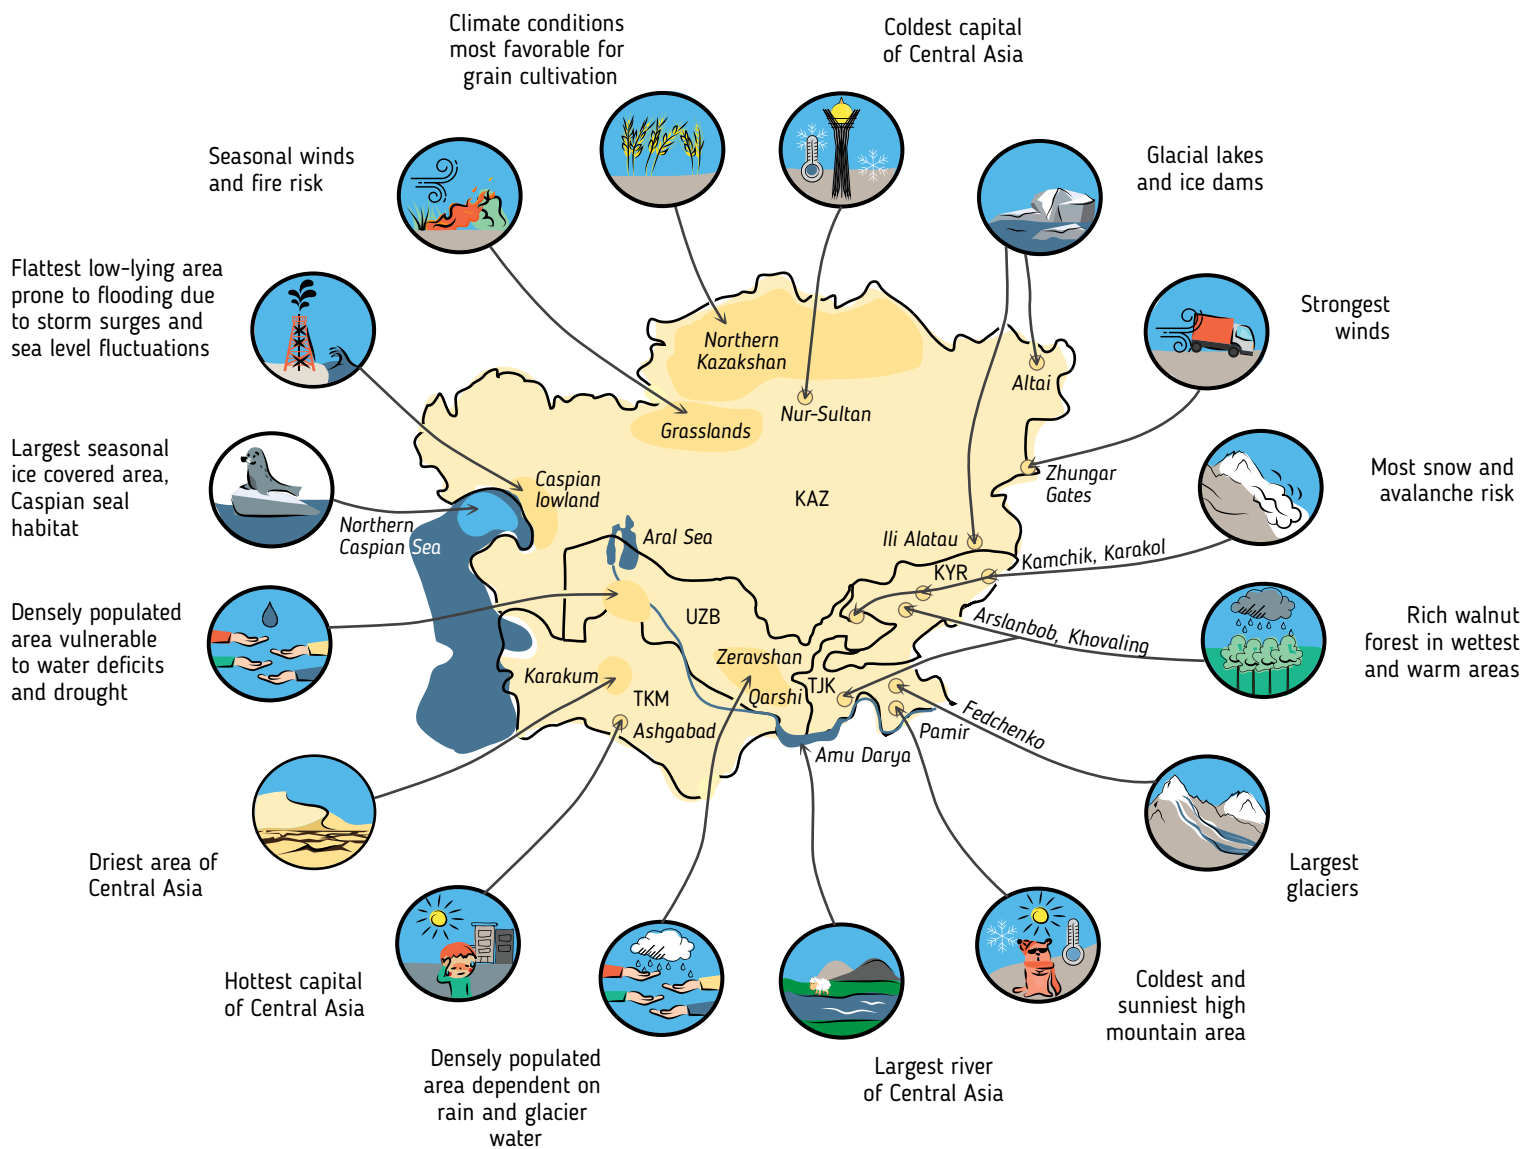 Climate conditions
most favorable for
grain cultivation
Coldest capital
of Central Asia
Seasonal winds
and fire risk
Glacial lakes
and ice dams
Flattest low-lying area
prone to flooding due
to storm surges and
sea level fluctuations
Strongest
winds
Northern
Kazakshan
Altai
Nur-Sultan
Grasslands
Largest seasonal
ice covered area,
Caspian seal
habitat
Caspian
lowland
KAZ
Zhungar
Gates
Most snow and
avalanche risk
Northern
Caspian Sea
Aral Sea
Ili Alatau
Kamchik, Karakol
KYR
Densely populated
area vulnerable
to water deficits
and drought
UZB
Arslanbob, Khovaling
Rich walnut
forest in wettest
and warm areas
Zeravshan
Karakum
TKM
Qarshi
TJK
Ashgabad
Amu Darya
Pamir
Fedchenko
Driest area of
Central Asia
Largest
glaciers
Hottest capital
of Central Asia
Coldest and
sunniest high
mountain area
Densely populated
area dependent on
rain and glacier
water
Largest river
of Central Asia